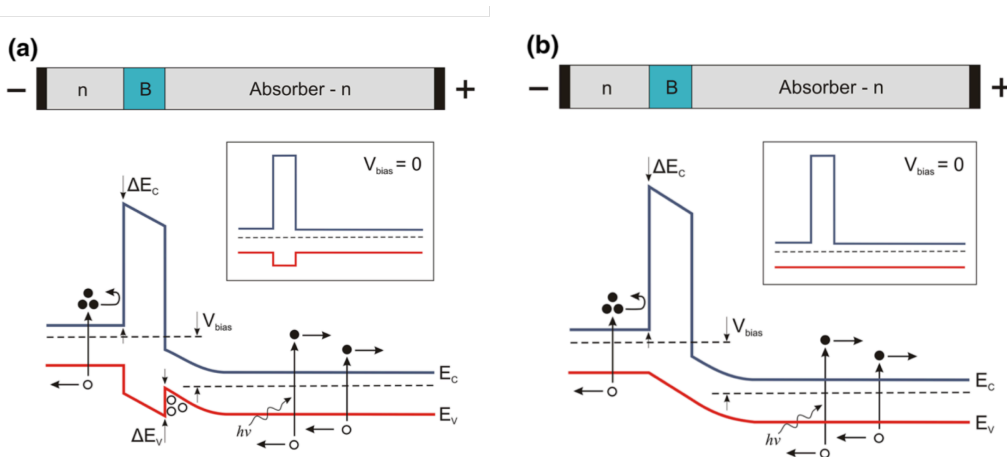 (a)
− n B Absorber - n +
V_bias = 0
ΔE_C
V_bias
E_C
E_V
hν
ΔE_V
(b)
− n B Absorber - n +
V_bias = 0
ΔE_C
V_bias
E_C
E_V
hν